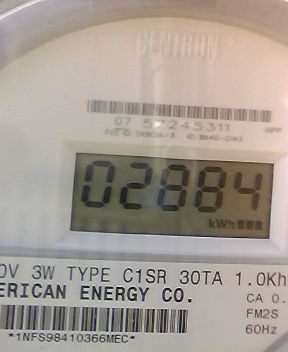 CENTRON
07 57245311
HPP
02884
kWh
0V 3W TYPE C1SR 30TA 1.0Kh
ERICAN ENERGY CO.
CA 0.
FM2S
60Hz
*1NFS98410366MEC*